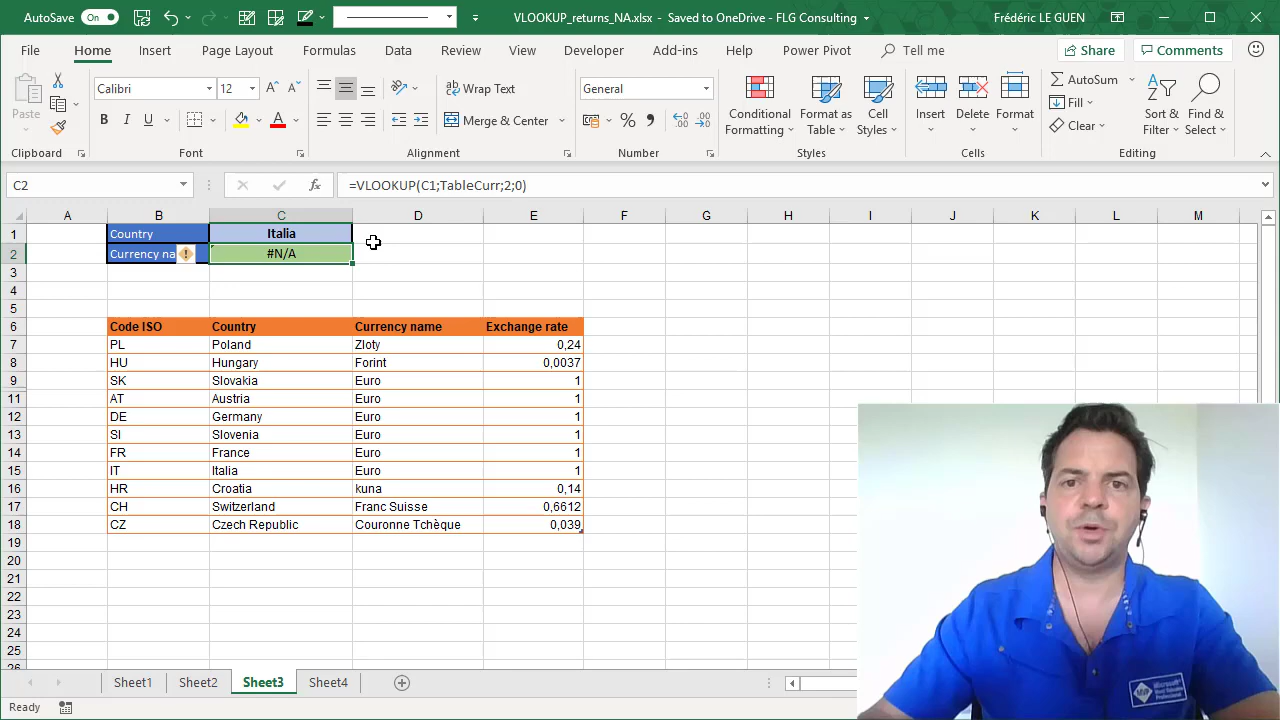 AutoSave On VLOOKUP_returns_NA.xlsx - Saved to OneDrive - FLG Consulting Frédéric LE GUEN
File Home Insert Page Layout Formulas Data Review View Developer Add-ins Help Power Pivot Tell me Share Comments
Calibri 12 Wrap Text General AutoSum
Paste Fill
B I U Merge & Center Conditional Formatting Format as Table Cell Styles Insert Delete Format Clear Sort & Filter Find & Select
Clipboard Font Alignment Number Styles Cells Editing
C2 =VLOOKUP(C1;TableCurr;2;0)
A B C D E F G H I J K L M
1 Country Italia
2 Currency na #N/A
3
4
5
6 Code ISO Country Currency name Exchange rate
7 PL Poland Zloty 0,24
8 HU Hungary Forint 0,0037
9 SK Slovakia Euro 1
11 AT Austria Euro 1
12 DE Germany Euro 1
13 SI Slovenia Euro 1
14 FR France Euro 1
15 IT Italia Euro 1
16 HR Croatia kuna 0,14
17 CH Switzerland Franc Suisse 0,6612
18 CZ Czech Republic Couronne Tchèque 0,039
19
20
21
22
23
24
25
26
Sheet1 Sheet2 Sheet3 Sheet4
Ready